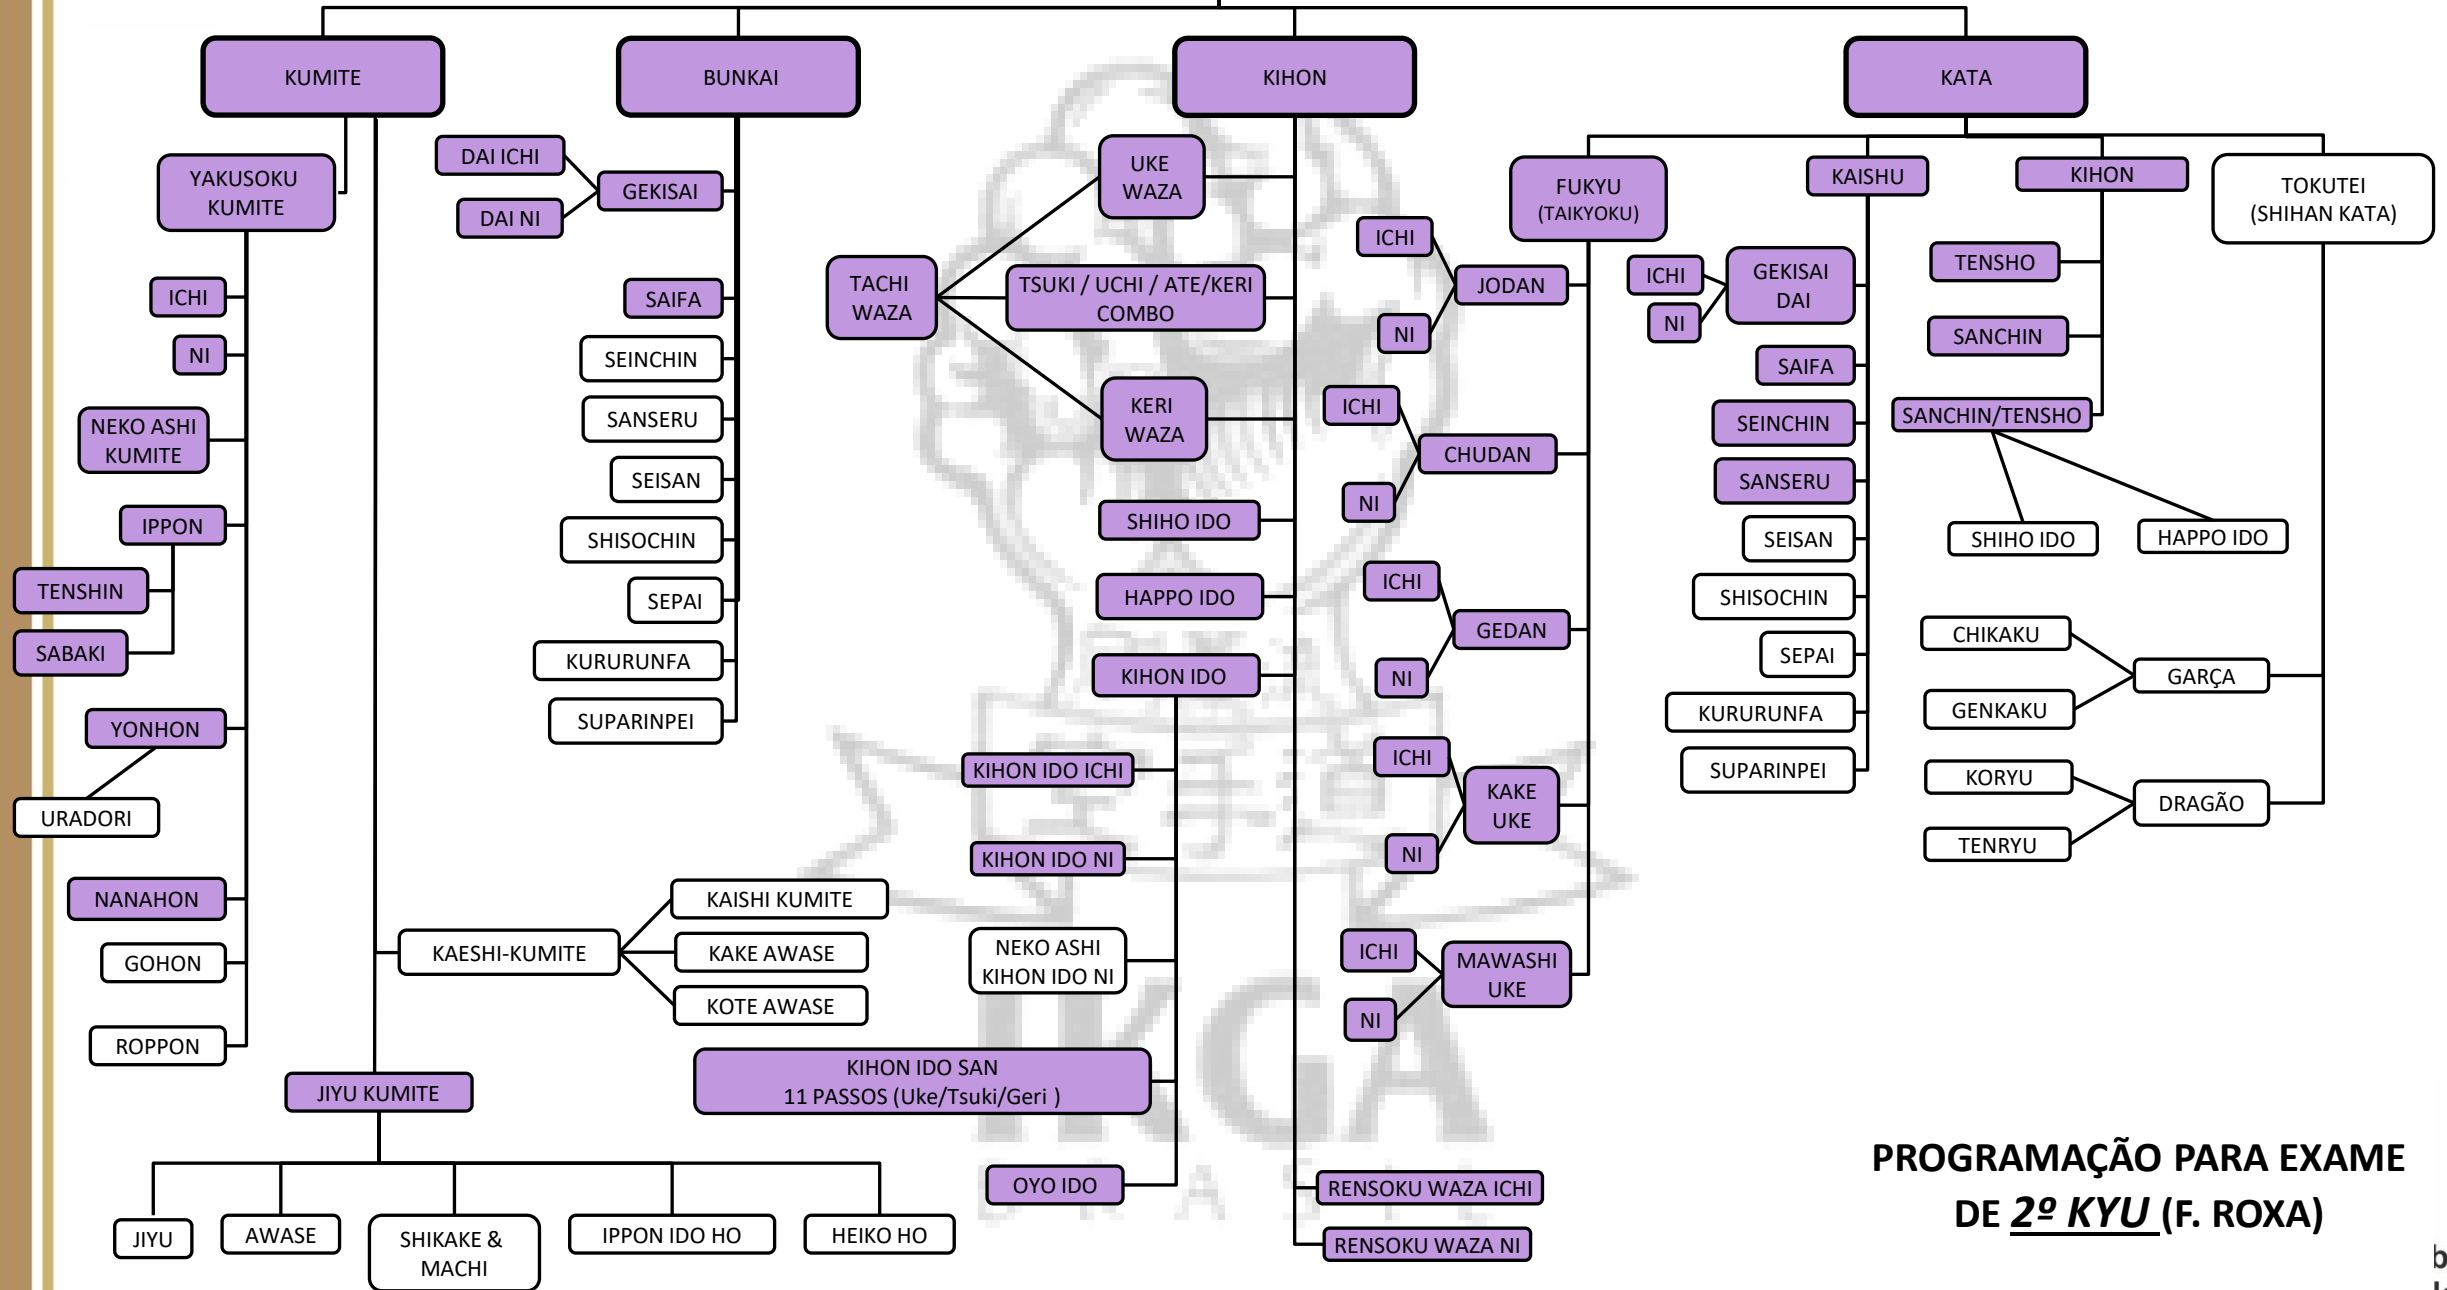 KUMITE
BUNKAI
KIHON
KATA
YAKUSOKU
KUMITE
ICHI
NI
NEKO ASHI
KUMITE
IPPON
TENSHIN
SABAKI
YONHON
URADORI
NANAHON
GOHON
ROPPON
KAESHI-KUMITE
KAISHI KUMITE
KAKE AWASE
KOTE AWASE
JIYU KUMITE
JIYU
AWASE
SHIKAKE &
MACHI
IPPON IDO HO
HEIKO HO
DAI ICHI
DAI NI
GEKISAI
SAIFA
SEINCHIN
SANSERU
SEISAN
SHISOCHIN
SEPAI
KURURUNFA
SUPARINPEI
TACHI
WAZA
UKE
WAZA
TSUKI / UCHI / ATE/KERI
COMBO
KERI
WAZA
SHIHO IDO
HAPPO IDO
KIHON IDO
KIHON IDO ICHI
KIHON IDO NI
NEKO ASHI
KIHON IDO NI
KIHON IDO SAN
11 PASSOS (Uke/Tsuki/Geri )
OYO IDO
RENSOKU WAZA ICHI
RENSOKU WAZA NI
FUKYU
(TAIKYOKU)
ICHI
NI
JODAN
ICHI
NI
CHUDAN
ICHI
NI
GEDAN
ICHI
NI
KAKE
UKE
ICHI
NI
MAWASHI
UKE
KAISHU
ICHI
NI
GEKISAI
DAI
SAIFA
SEINCHIN
SANSERU
SEISAN
SHISOCHIN
SEPAI
KURURUNFA
SUPARINPEI
KIHON
TENSHO
SANCHIN
SANCHIN/TENSHO
SHIHO IDO
HAPPO IDO
TOKUTEI
(SHIHAN KATA)
CHIKAKU
GENKAKU
GARÇA
KORYU
TENRYU
DRAGÃO
IKGA
PROGRAMAÇÃO PARA EXAME
DE 2º KYU (F. ROXA)